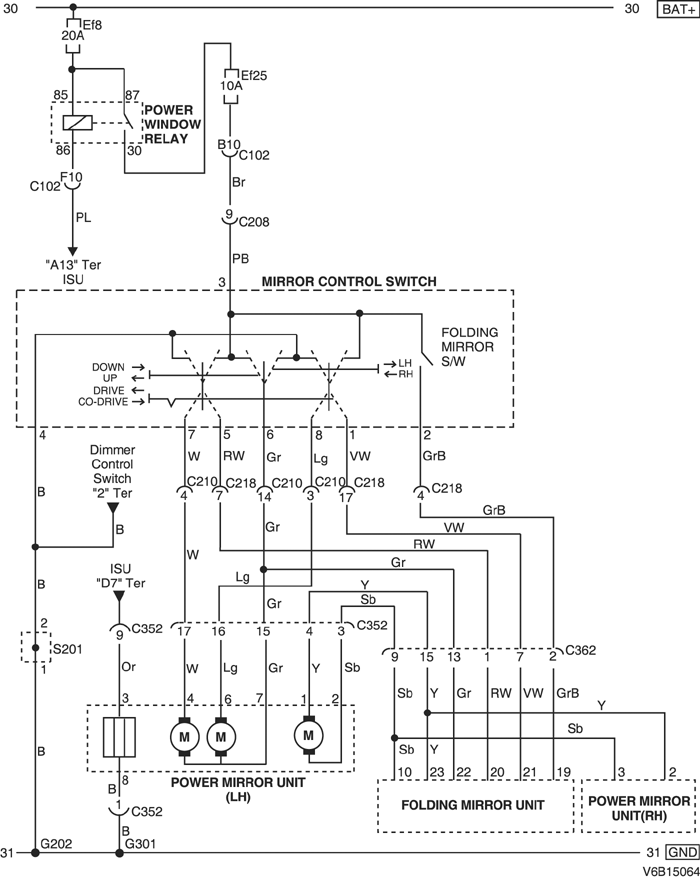 30 30 BAT+
Ef8
20A
Ef25
10A
85 87
POWER
WINDOW
RELAY
86 30
B10
C102
F10
C102
Br
PL
9
C208
"A13" Ter
ISU
PB
3 MIRROR CONTROL SWITCH
FOLDING
MIRROR
S/W
DOWN
UP
LH
RH
DRIVE
CO-DRIVE
4 7 5 6 8 1 2
Dimmer
Control
Switch
"2" Ter
W RW Gr Lg VW GrB
C210 C218 C210 C218 C218
4 7 14 3 17 4
B
B
GrB
VW
RW
Gr
Gr
W
ISU
"D7" Ter
B
Lg
Gr
Y
Sb
2
S201
1
9 C352
17 16 15 4 3 C352
9 15 13 1 7 2 C362
Or
W Lg Gr Y Sb
Sb Y Gr RW VW GrB
3
4 6 7 1 2
Y
Sb
M M M
B
Sb Y
10 23 22 20 21 19 3 2
8
B
1
C352
B
POWER MIRROR UNIT
(LH)
FOLDING MIRROR UNIT
POWER MIRROR
UNIT(RH)
31 G202 G301 31 GND
V6B15064